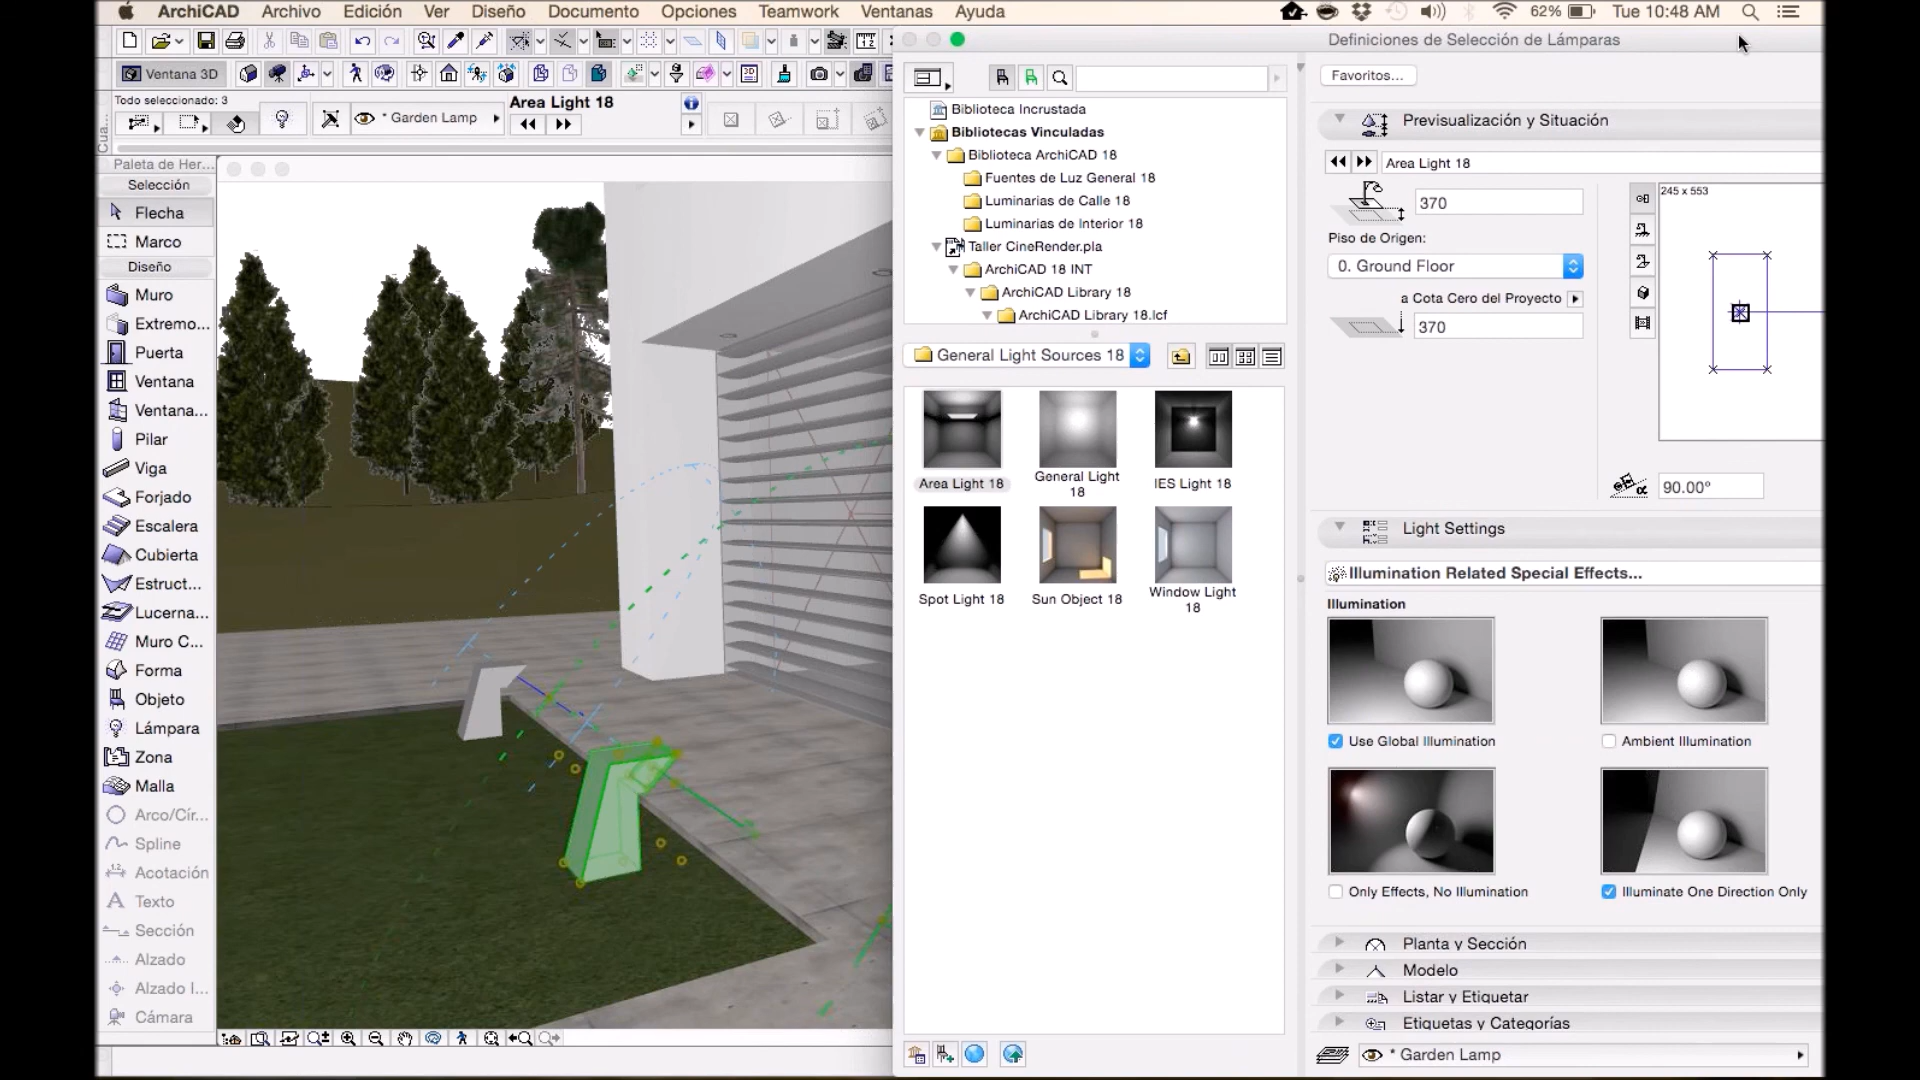 ArchiCAD Archivo Edición Ver Diseño Documento Opciones Teamwork Ventanas Ayuda 62% Tue 10:48 AM
Definiciones de Selección de Lámparas
Ventana 3D
Todo seleccionado: 3
Area Light 18
* Garden Lamp
Paleta de Her...
Selección
Flecha
Marco
Diseño
Muro
Extremo...
Puerta
Ventana
Ventana...
Pilar
Viga
Forjado
Escalera
Cubierta
Estruct...
Lucerna...
Muro C...
Forma
Objeto
Lámpara
Zona
Malla
Arco/Cír...
Spline
Acotación
Texto
Sección
Alzado
Alzado I...
Cámara
Biblioteca Incrustada
Bibliotecas Vinculadas
Biblioteca ArchiCAD 18
Fuentes de Luz General 18
Luminarias de Calle 18
Luminarias de Interior 18
Taller CineRender.pla
ArchiCAD 18 INT
ArchiCAD Library 18
ArchiCAD Library 18.lcf
General Light Sources 18
Area Light 18
General Light 18
IES Light 18
Spot Light 18
Sun Object 18
Window Light 18
Favoritos...
Previsualización y Situación
Area Light 18
370
245 x 553
Piso de Origen:
0. Ground Floor
a Cota Cero del Proyecto
370
90.00°
Light Settings
Illumination Related Special Effects...
Illumination
Use Global Illumination
Ambient Illumination
Only Effects, No Illumination
Illuminate One Direction Only
Planta y Sección
Modelo
Listar y Etiquetar
Etiquetas y Categorías
* Garden Lamp